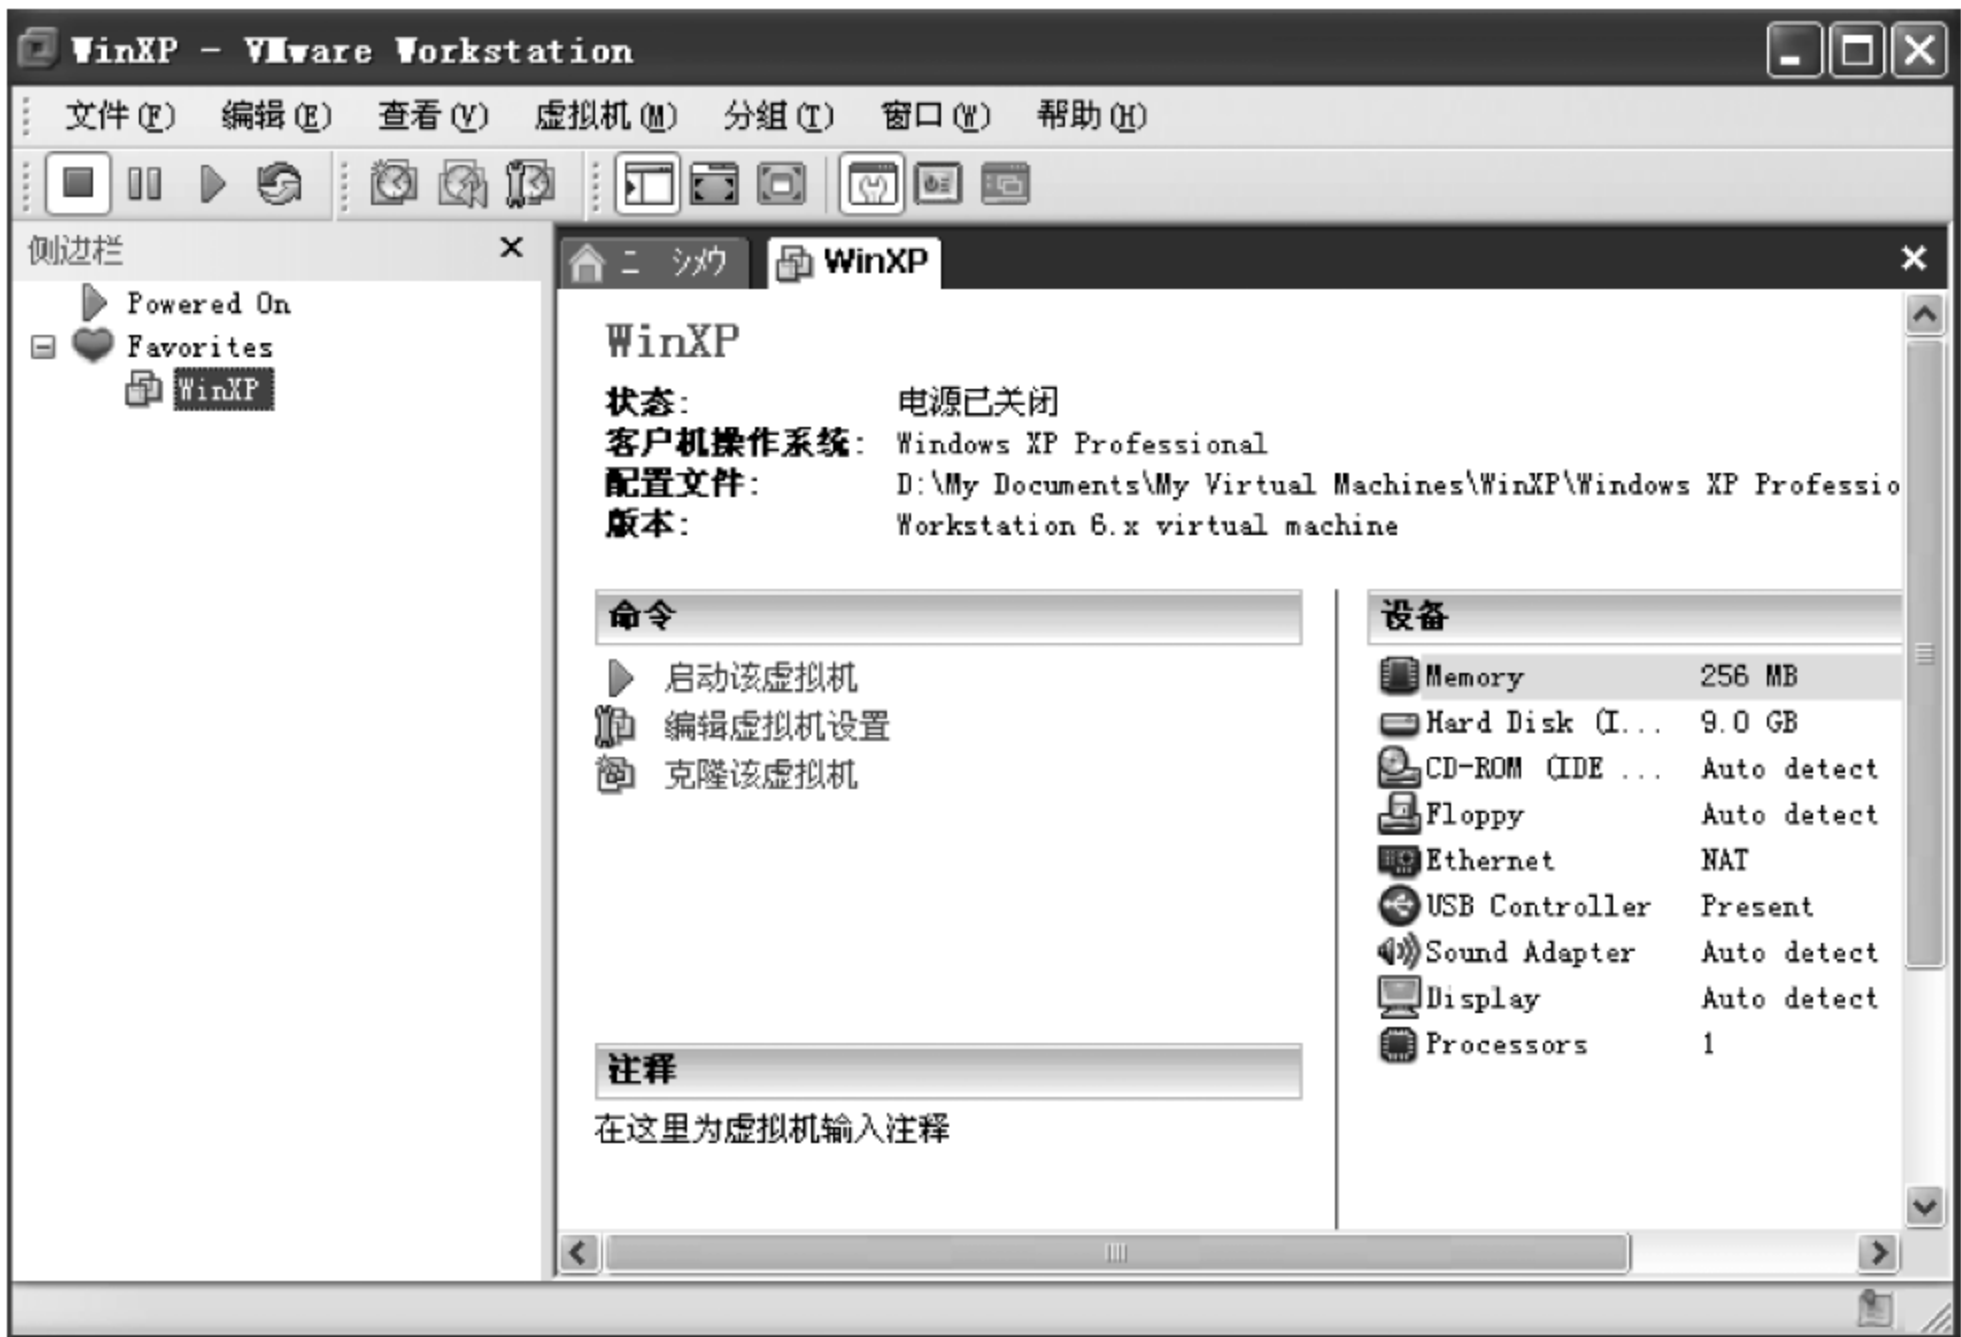 WinXP - VMware Workstation
文件(F) 编辑(E) 查看(V) 虚拟机(M) 分组(T) 窗口(W) 帮助(H)
侧边栏
Powered On
Favorites
WinXP
ニ シメウ
WinXP
WinXP
状态: 电源已关闭
客户机操作系统: Windows XP Professional
配置文件: D:\My Documents\My Virtual Machines\WinXP\Windows XP Professio
版本: Workstation 6.x virtual machine
命令
启动该虚拟机
编辑虚拟机设置
克隆该虚拟机
注释
在这里为虚拟机输入注释
设备
Memory 256 MB
Hard Disk (I... 9.0 GB
CD-ROM (IDE ... Auto detect
Floppy Auto detect
Ethernet NAT
USB Controller Present
Sound Adapter Auto detect
Display Auto detect
Processors 1